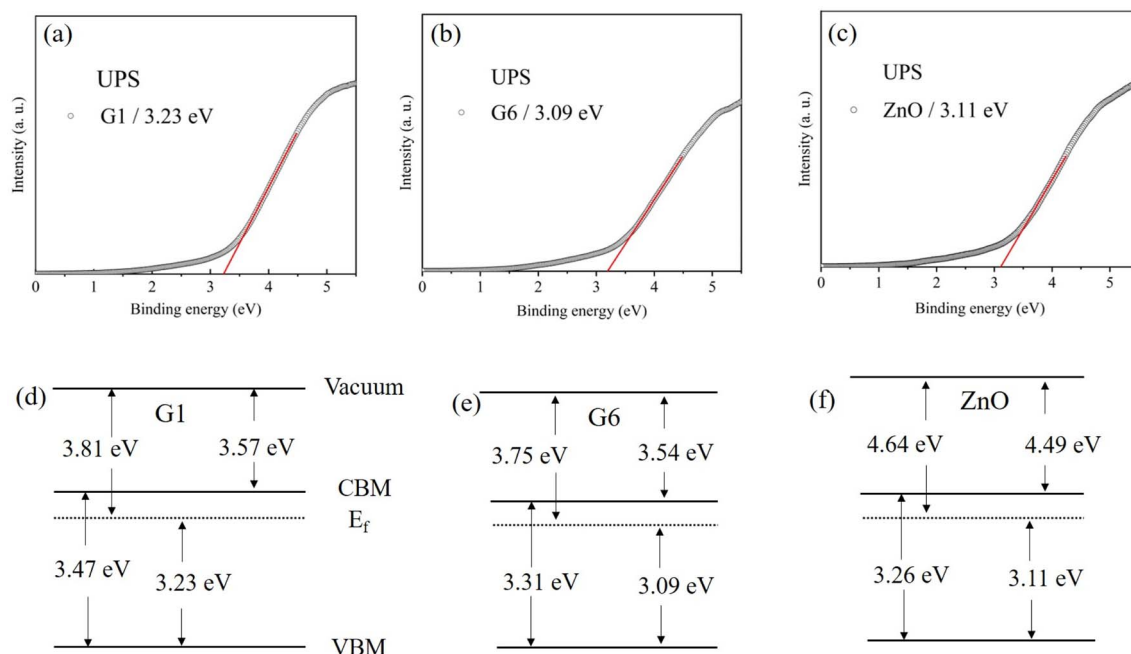 (a)
UPS
G1 / 3.23 eV
Intensity (a. u.)
0 1 2 3 4 5
Binding energy (eV)
(b)
UPS
G6 / 3.09 eV
Intensity (a. u.)
0 1 2 3 4 5
Binding energy (eV)
(c)
UPS
ZnO / 3.11 eV
Intensity (a. u.)
0 1 2 3 4 5
Binding energy (eV)
(d)
Vacuum
G1
3.81 eV
3.57 eV
CBM
Ef
3.47 eV
3.23 eV
VBM
(e)
G6
3.75 eV
3.54 eV
3.31 eV
3.09 eV
(f)
ZnO
4.64 eV
4.49 eV
3.26 eV
3.11 eV